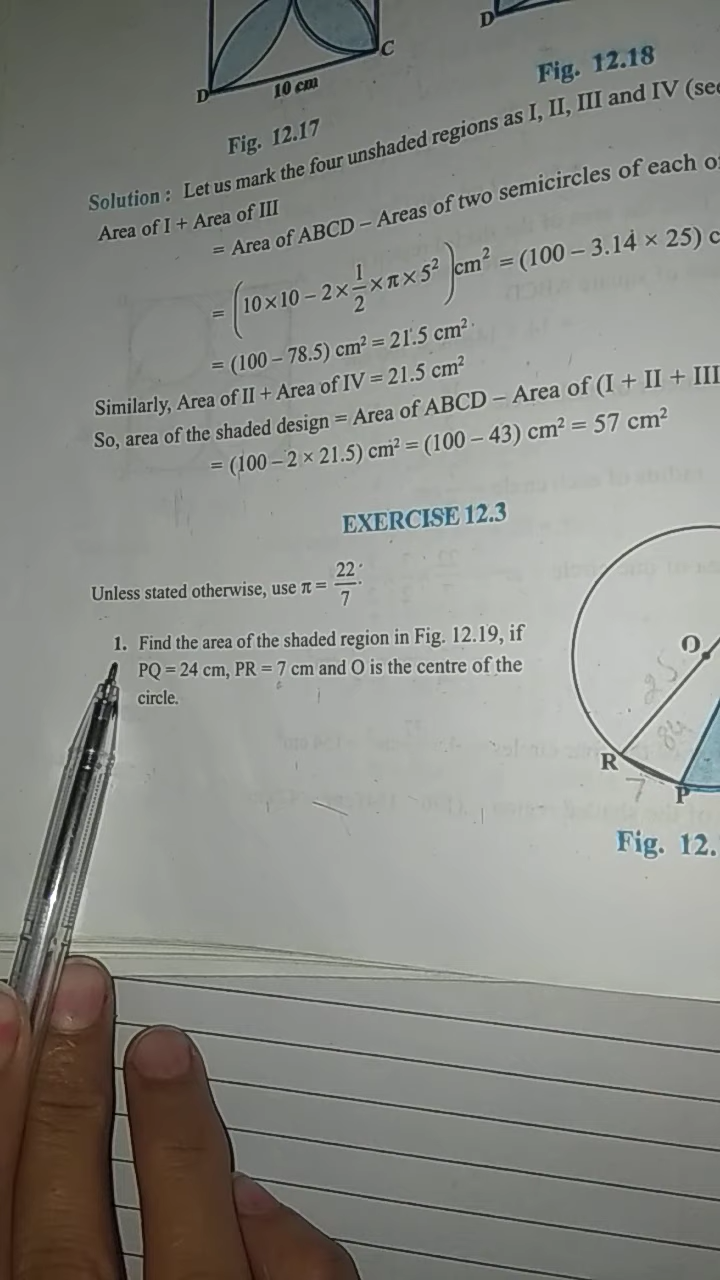 D
C
10 cm
D
Fig. 12.17
Fig. 12.18
Solution : Let us mark the four unshaded regions as I, II, III and IV (see
Area of I + Area of III
= Area of ABCD – Areas of two semicircles of each
= (10 × 10 – 2 × 1/2 × π × 5²) cm² = (100 – 3.14 × 25)
= (100 – 78.5) cm² = 21.5 cm²
Similarly, Area of II + Area of IV = 21.5 cm²
So, area of the shaded design = Area of ABCD – Area of (I + II + III
= (100 – 2 × 21.5) cm² = (100 – 43) cm² = 57 cm²
EXERCISE 12.3
Unless stated otherwise, use π = 22/7.
1. Find the area of the shaded region in Fig. 12.19, if
PQ = 24 cm, PR = 7 cm and O is the centre of the
circle.
O
25
84
R
7
P
Fig. 12.